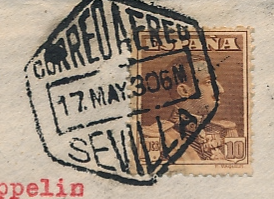 CORREO AEREO
17. MAY. 30 6M
SEVILLA
ESPAÑA
10
ppelin